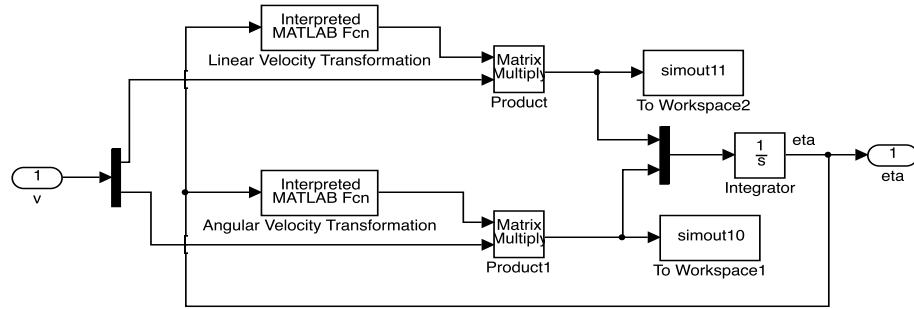 Interpreted
MATLAB Fcn
Linear Velocity Transformation
Matrix
Multiply
Product
simout11
To Workspace2
1
v
1
s
Integrator
eta
1
eta
Interpreted
MATLAB Fcn
Angular Velocity Transformation
Matrix
Multiply
Product1
simout10
To Workspace1